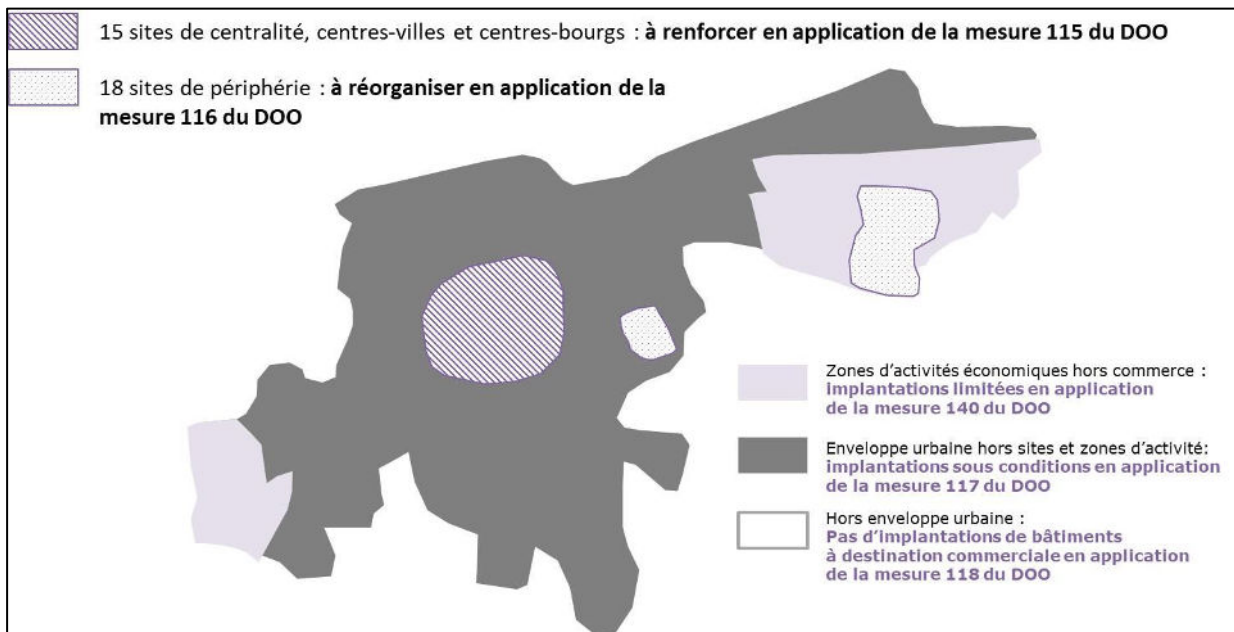 15 sites de centralité, centres-villes et centres-bourgs : à renforcer en application de la mesure 115 du DOO
18 sites de périphérie : à réorganiser en application de la
mesure 116 du DOO
Zones d'activités économiques hors commerce :
implantations limitées en application
de la mesure 140 du DOO
Enveloppe urbaine hors sites et zones d'activité:
implantations sous conditions en application
de la mesure 117 du DOO
Hors enveloppe urbaine :
Pas d'implantations de bâtiments
à destination commerciale en application
de la mesure 118 du DOO